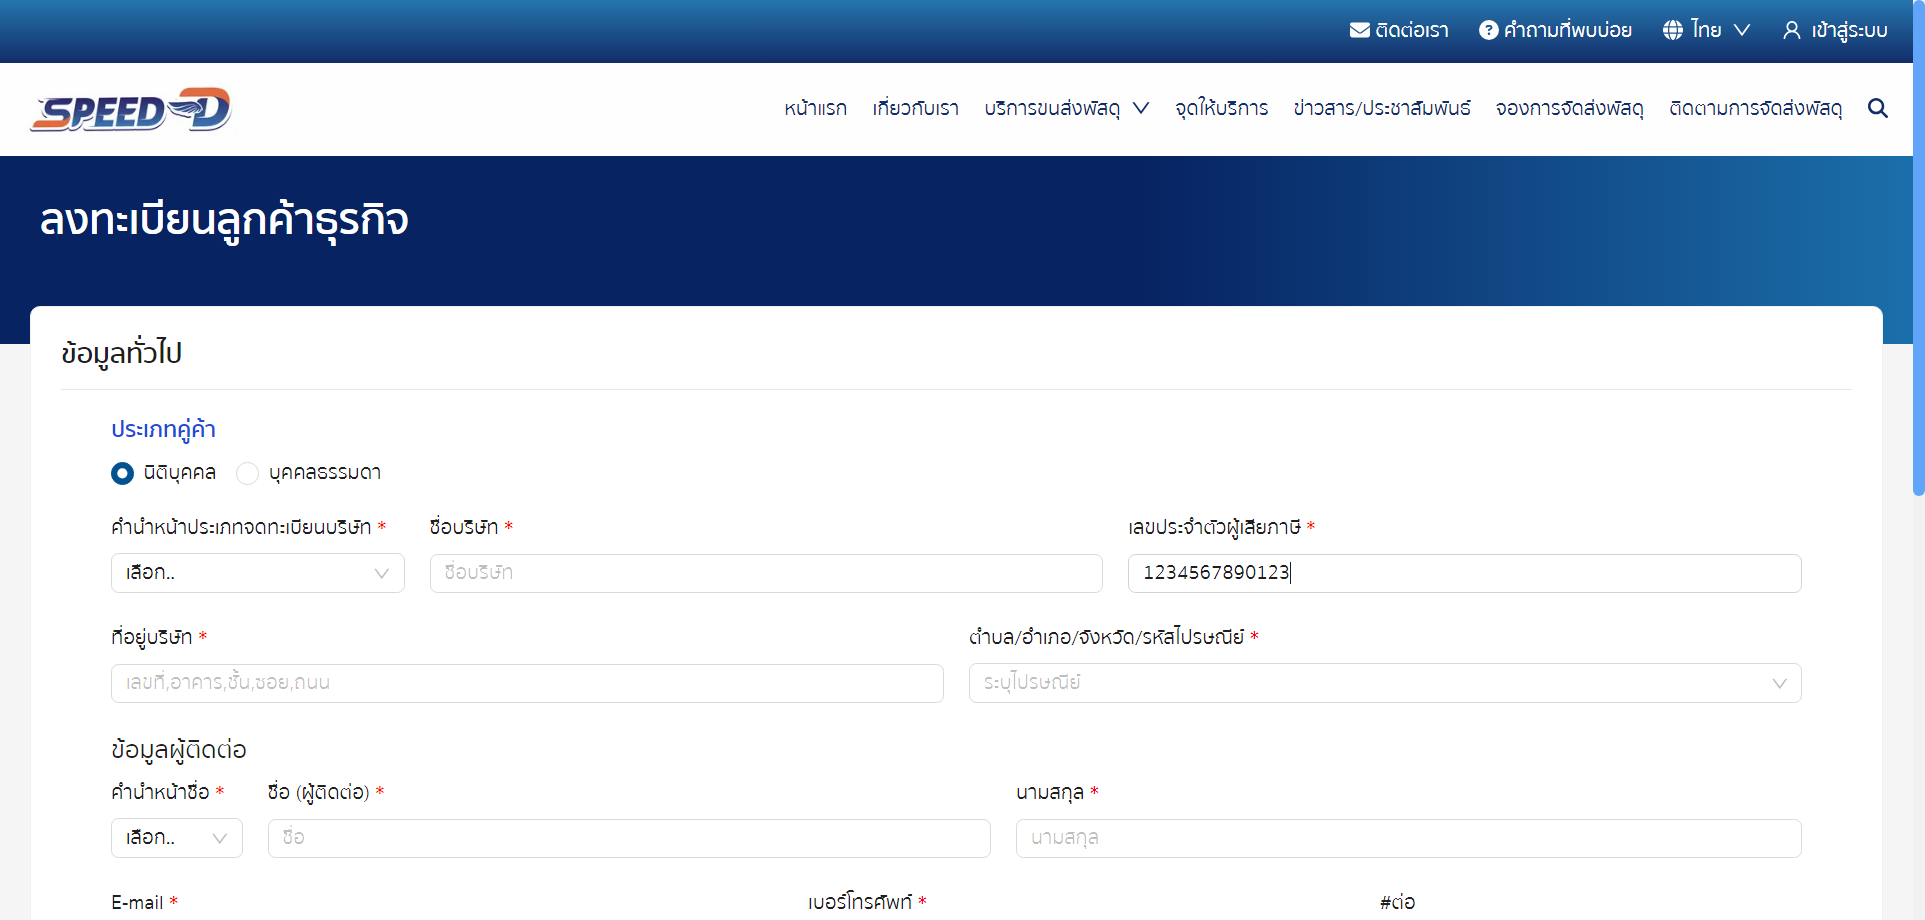 ติดต่อเรา คำถามที่พบบ่อย ไทย เข้าสู่ระบบ
SPEED-D หน้าแรก เกี่ยวกับเรา บริการขนส่งพัสดุ จุดให้บริการ ข่าวสาร/ประชาสัมพันธ์ จองการจัดส่งพัสดุ ติดตามการจัดส่งพัสดุ
ลงทะเบียนลูกค้าธุรกิจ
ข้อมูลทั่วไป
ประเภทคู่ค้า
นิติบุคคล บุคคลธรรมดา
คำนำหน้าประเภทจดทะเบียนบริษัท * ชื่อบริษัท * เลขประจำตัวผู้เสียภาษี *
เลือก.. ชื่อบริษัท 1234567890123
ที่อยู่บริษัท * ตำบล/อำเภอ/จังหวัด/รหัสไปรษณีย์ *
เลขที่,อาคาร,ชั้น,ซอย,ถนน ระบุไปรษณีย์
ข้อมูลผู้ติดต่อ
คำนำหน้าชื่อ * ชื่อ (ผู้ติดต่อ) * นามสกุล *
เลือก.. ชื่อ นามสกุล
E-mail * เบอร์โทรศัพท์ * #ต่อ